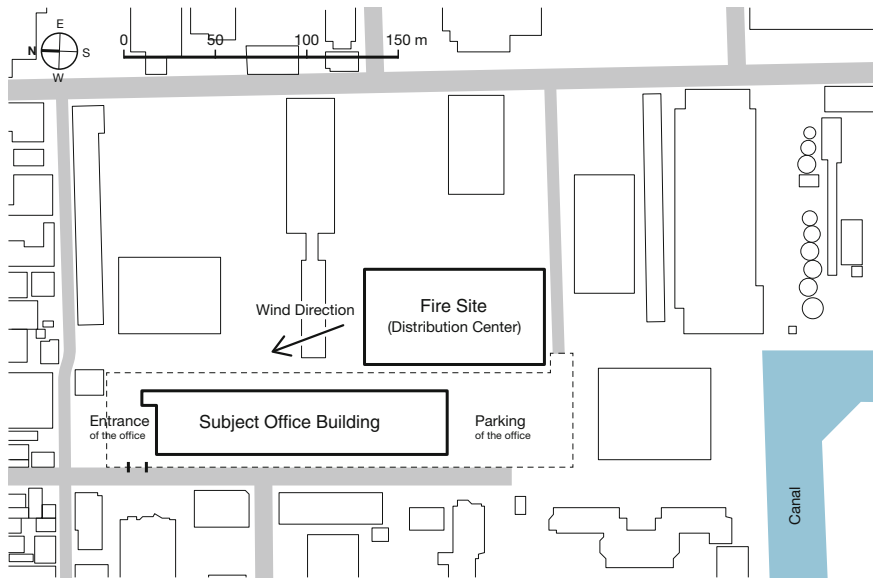 E
N
S
W
0
50
100
150 m
Wind Direction
Fire Site
(Distribution Center)
Entrance
of the office
Subject Office Building
Parking
of the office
Canal